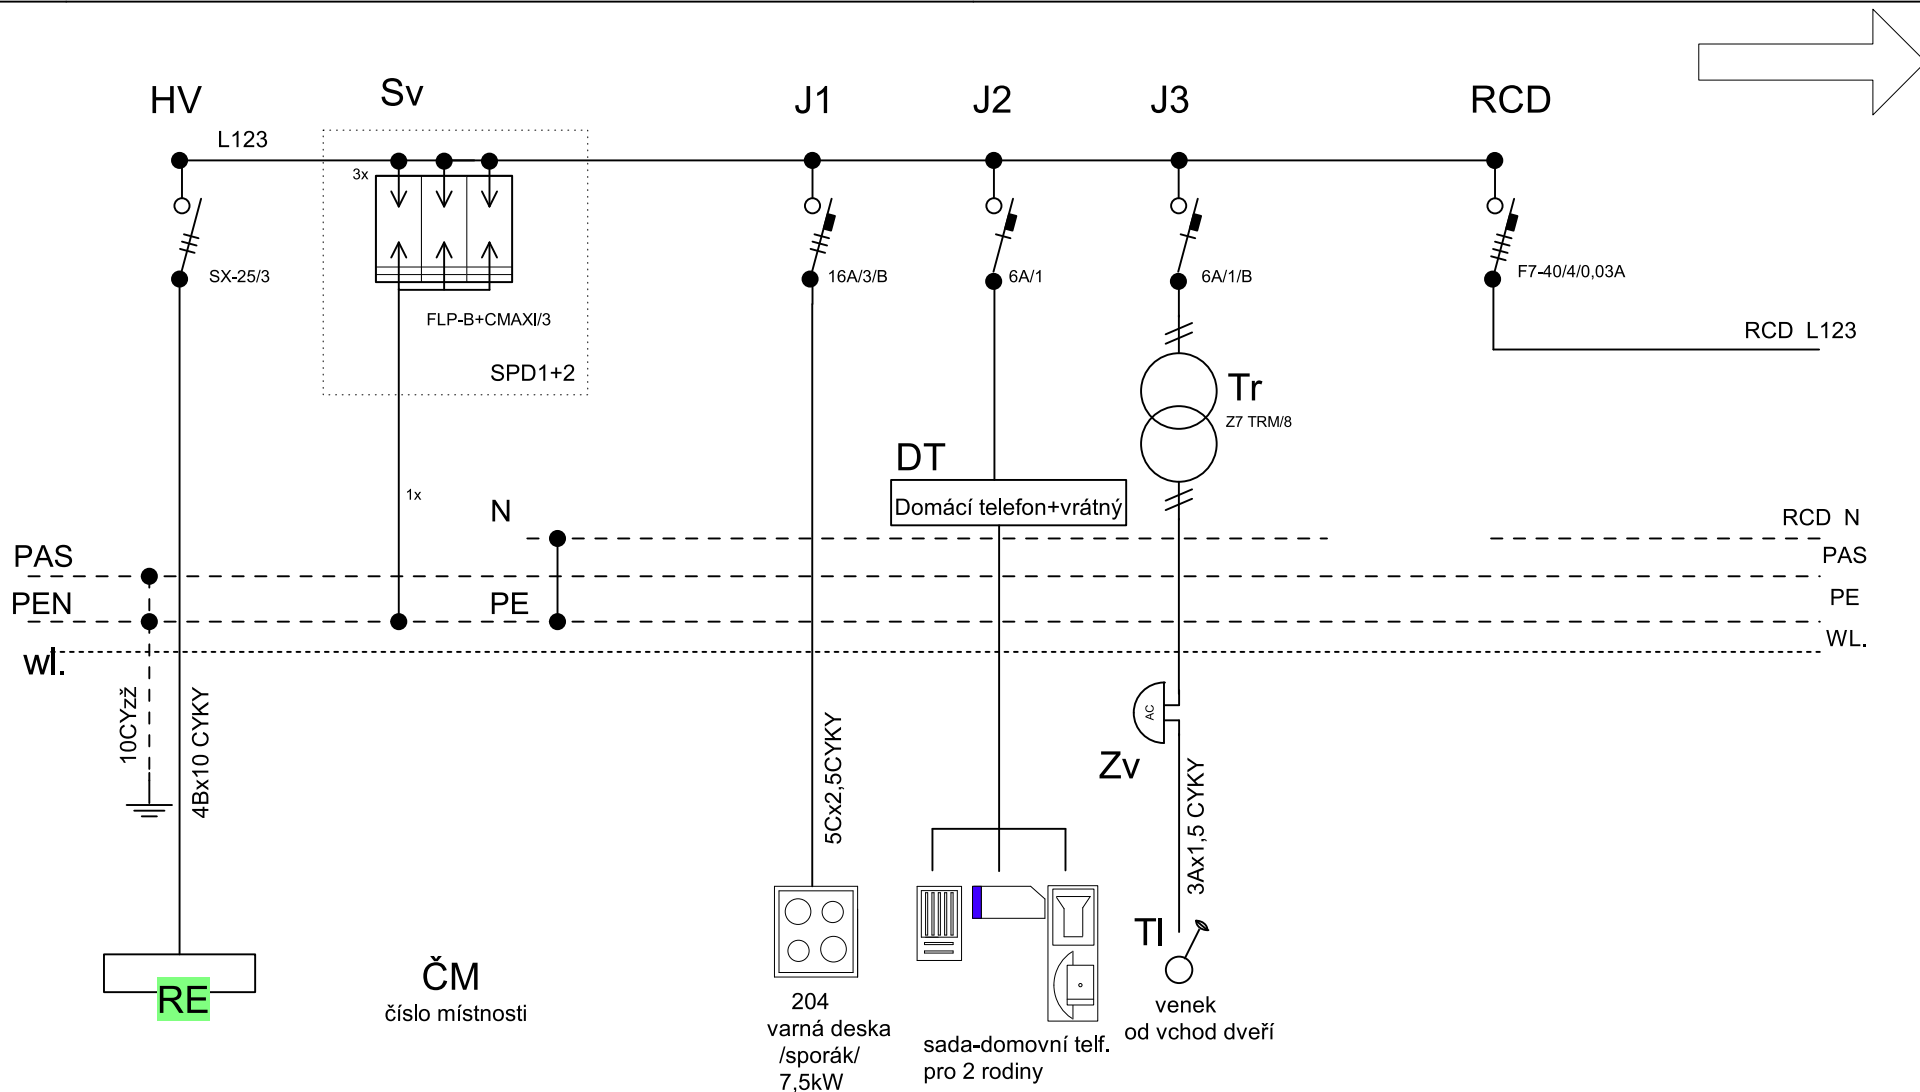 HV
Sv
J1
J2
J3
RCD
L123
3x
SX-25/3
16A/3/B
6A/1
6A/1/B
F7-40/4/0,03A
FLP-B+CMAXI/3
SPD1+2
RCD L123
Tr
Z7 TRM/8
DT
Domácí telefon+vrátný
1x
N
RCD N
PAS
PAS
PEN
PE
PE
wl.
WL.
10CYzž
4Bx10 CYKY
5Cx2,5CYKY
AC
Zv
3Ax1,5 CYKY
Tl
RE
ČM
číslo místnosti
204
varná deska
/sporák/
7,5kW
sada-domovní telf.
pro 2 rodiny
venek
od vchod dveří